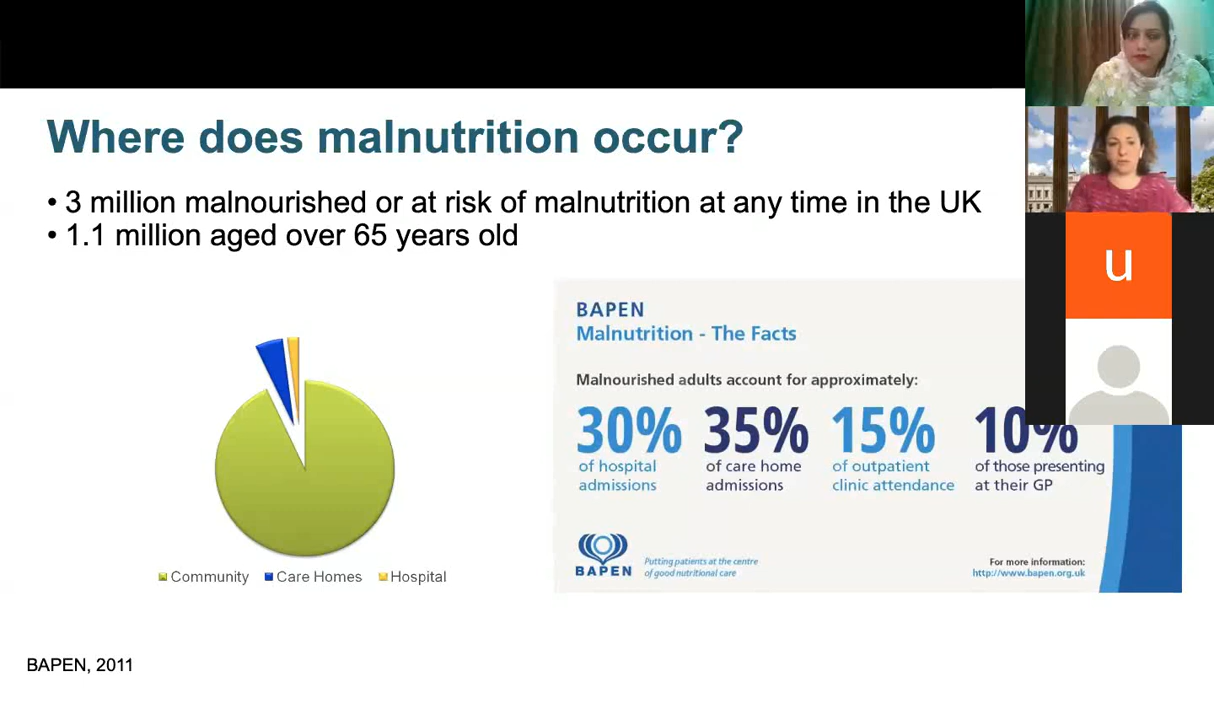 Where does malnutrition occur?
• 3 million malnourished or at risk of malnutrition at any time in the UK
• 1.1 million aged over 65 years old
Community Care Homes Hospital
BAPEN
Malnutrition - The Facts
Malnourished adults account for approximately:
30% 35% 15% 10%
of hospital of care home of outpatient of those presenting
admissions admissions clinic attendance at their GP
BAPEN
Putting patients at the centre
of good nutritional care
For more information:
http://www.bapen.org.uk
u
BAPEN, 2011